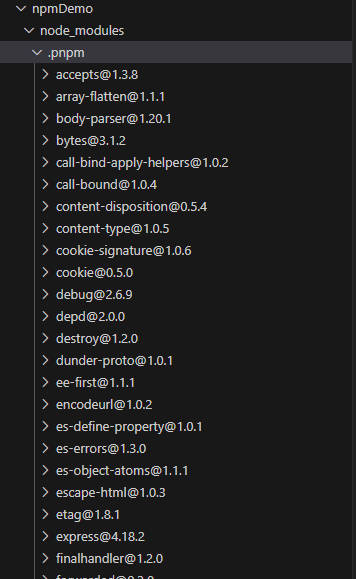 npmDemo
node_modules
.pnpm
accepts@1.3.8
array-flatten@1.1.1
body-parser@1.20.1
bytes@3.1.2
call-bind-apply-helpers@1.0.2
call-bound@1.0.4
content-disposition@0.5.4
content-type@1.0.5
cookie-signature@1.0.6
cookie@0.5.0
debug@2.6.9
depd@2.0.0
destroy@1.2.0
dunder-proto@1.0.1
ee-first@1.1.1
encodeurl@1.0.2
es-define-property@1.0.1
es-errors@1.3.0
es-object-atoms@1.1.1
escape-html@1.0.3
etag@1.8.1
express@4.18.2
finalhandler@1.2.0